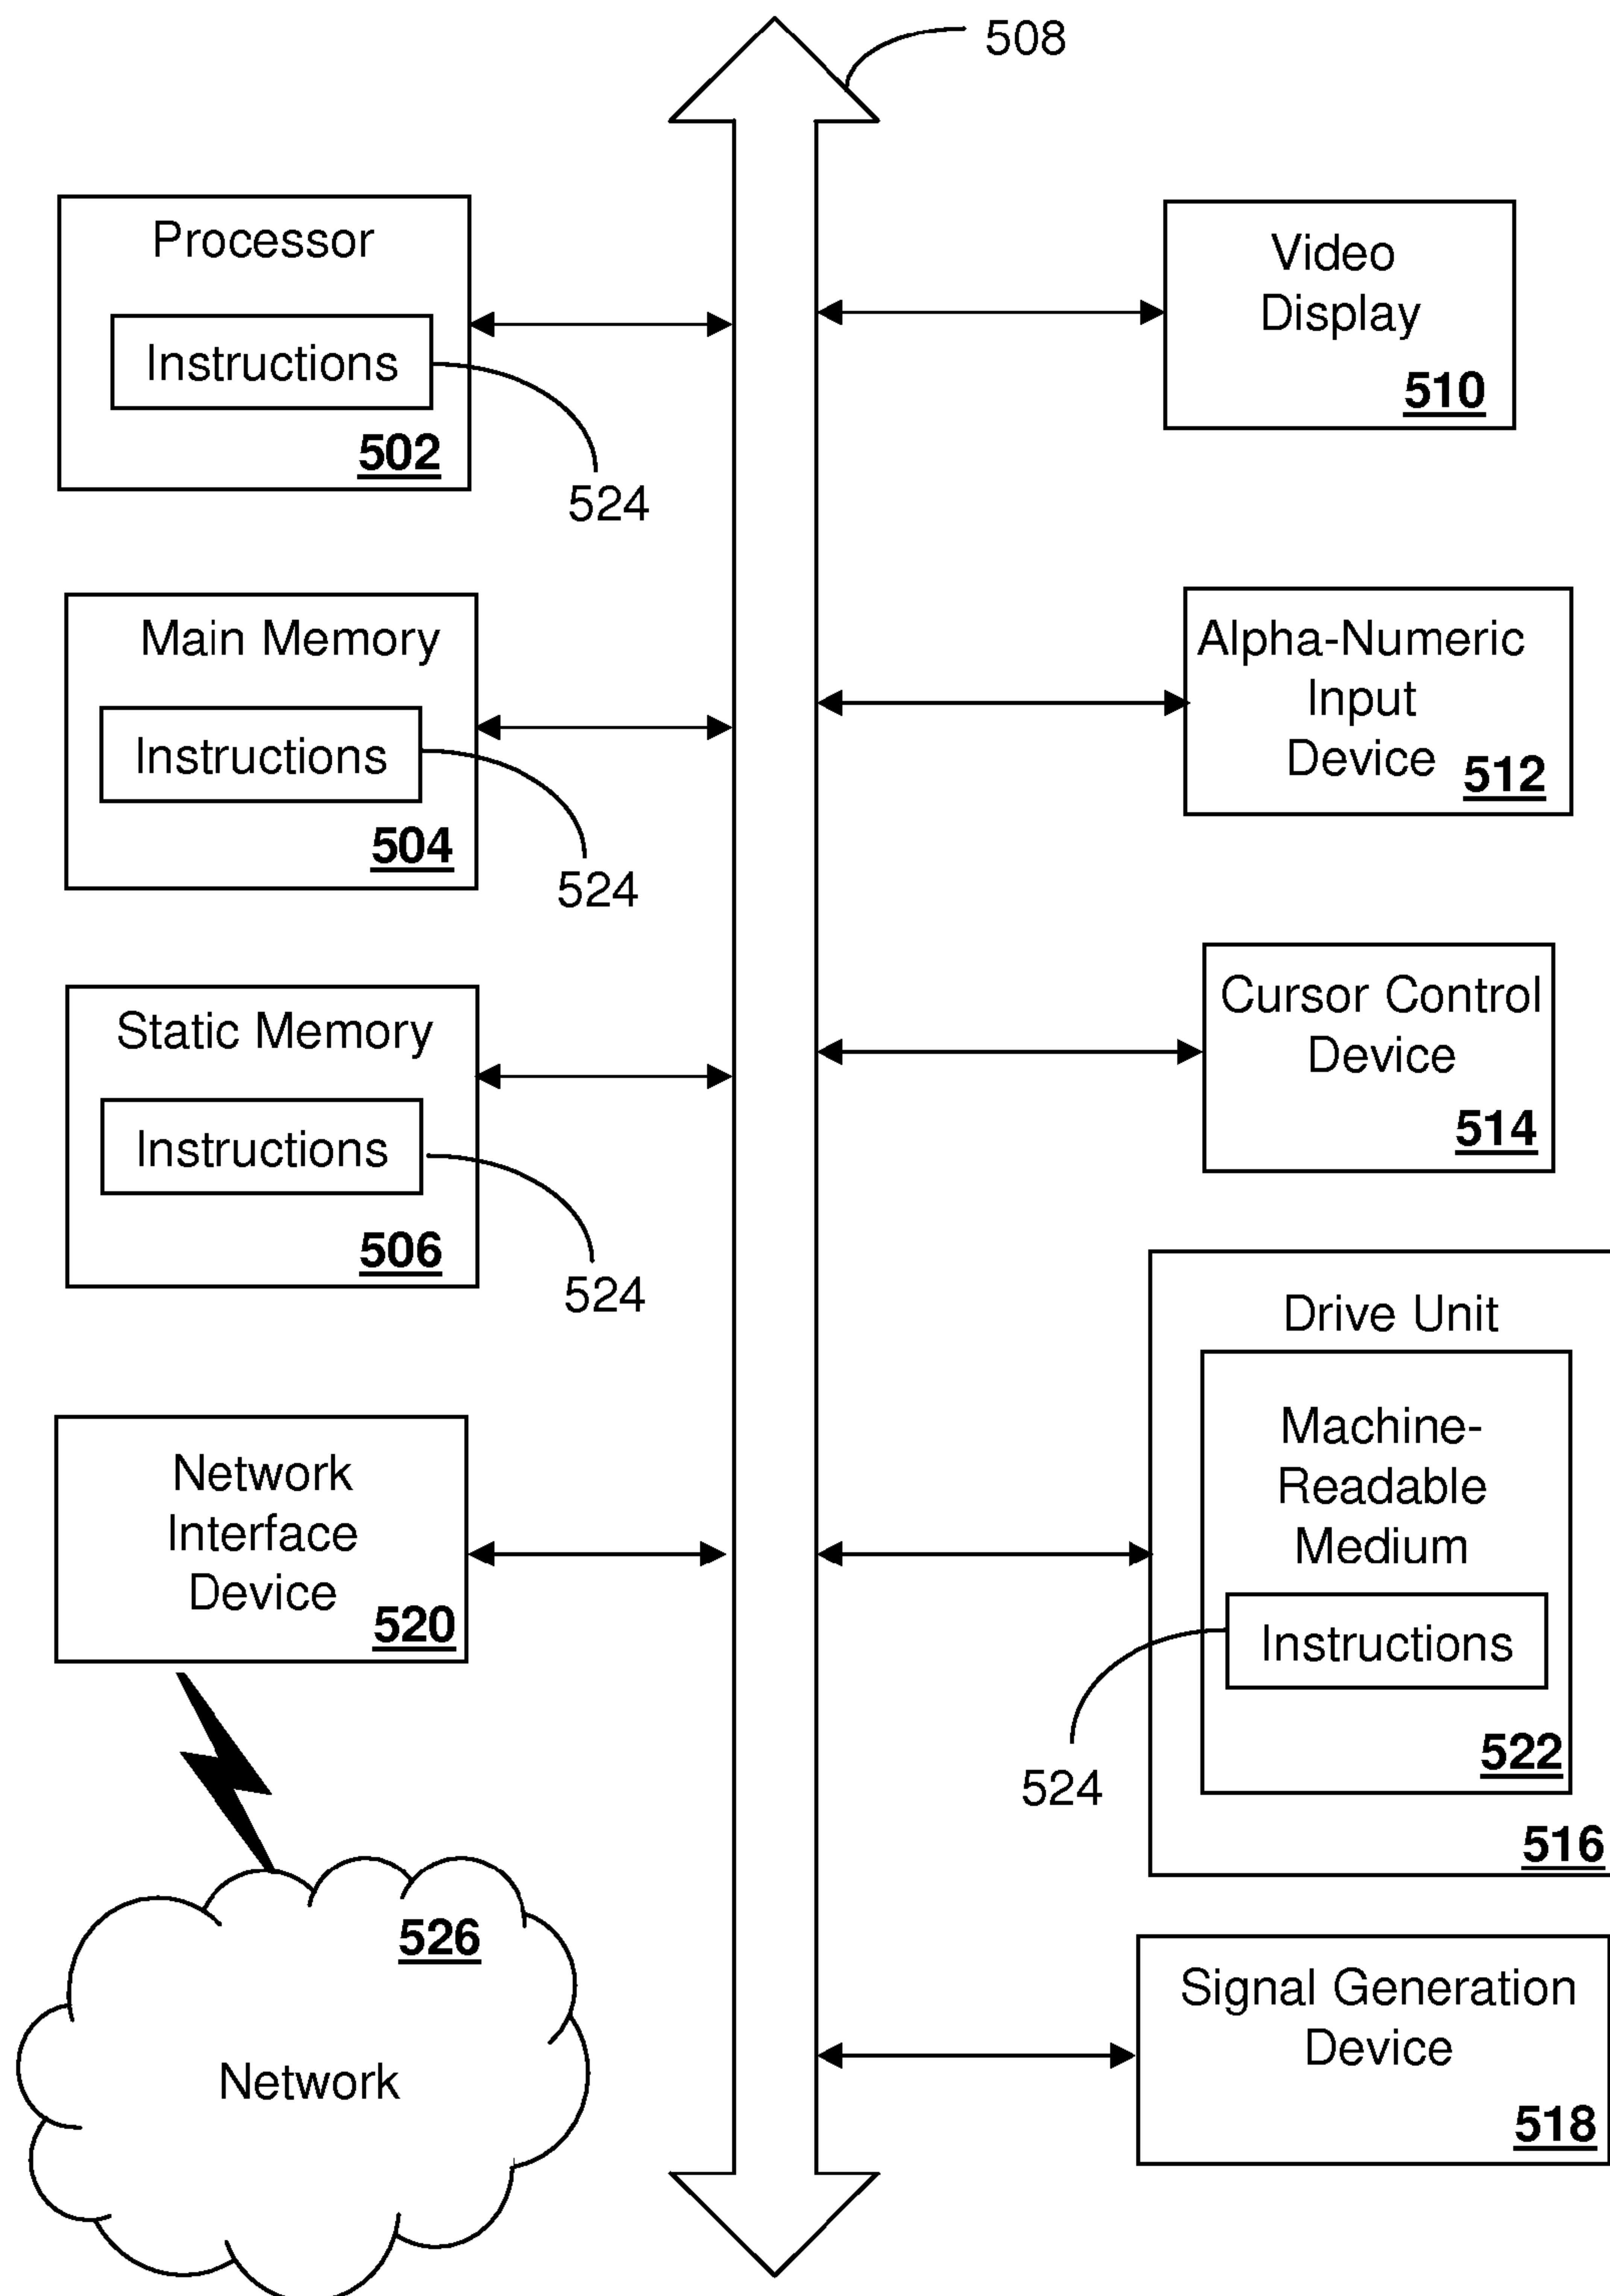 508
Processor
Instructions
502
524
Main Memory
Instructions
504
524
Static Memory
Instructions
506
524
Network
Interface
Device
520
526
Network
Video
Display
510
Alpha-Numeric
Input
Device
512
Cursor Control
Device
514
Drive Unit
Machine-
Readable
Medium
Instructions
522
524
516
Signal Generation
Device
518